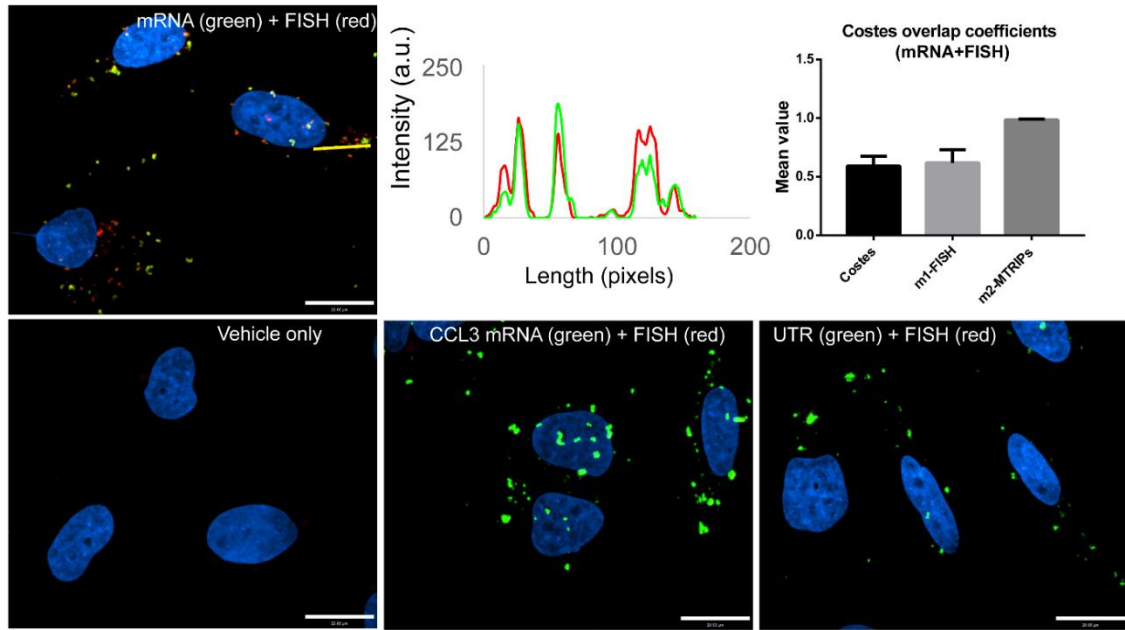 mRNA (green) + FISH (red)
Intensity (a.u.)
250
125
0
0
100
200
Length (pixels)
Costes overlap coefficients
(mRNA+FISH)
Mean value
1.5
1.0
0.5
0.0
Costes
m1-FISH
m2-MTRIPs
Vehicle only
CCL3 mRNA (green) + FISH (red)
UTR (green) + FISH (red)